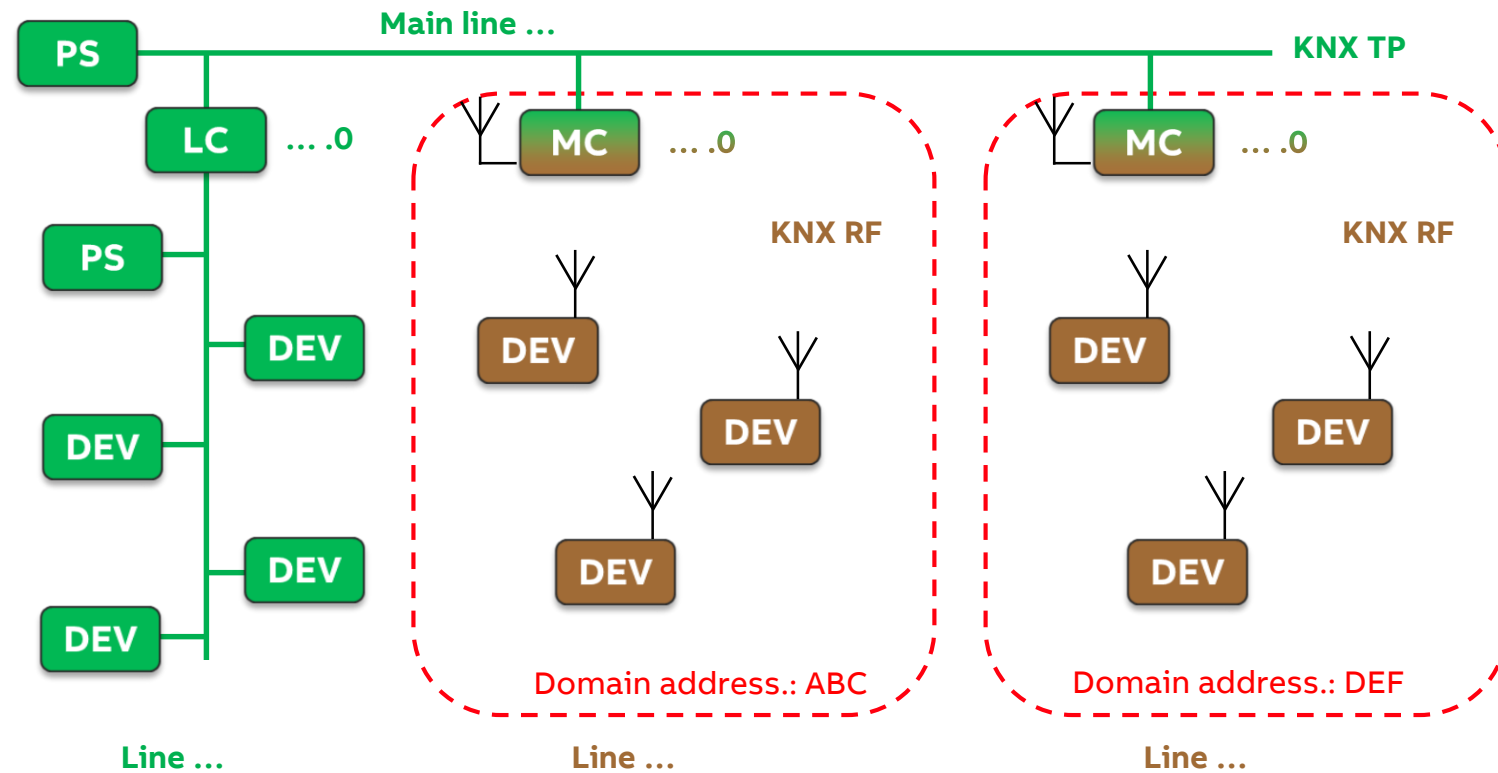 Main line ...
KNX TP
PS
LC
... .0
MC
... .0
MC
... .0
KNX RF
KNX RF
PS
DEV
DEV
DEV
DEV
DEV
DEV
DEV
DEV
DEV
DEV
Domain address.: ABC
Domain address.: DEF
Line ...
Line ...
Line ...